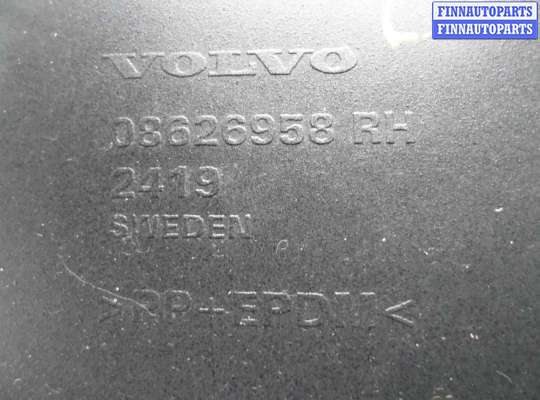 FINNAUTOPARTS
FINNAUTOPARTS
VOLVO
08626958 RH
2419
SWEDEN
>PP+EPDM<